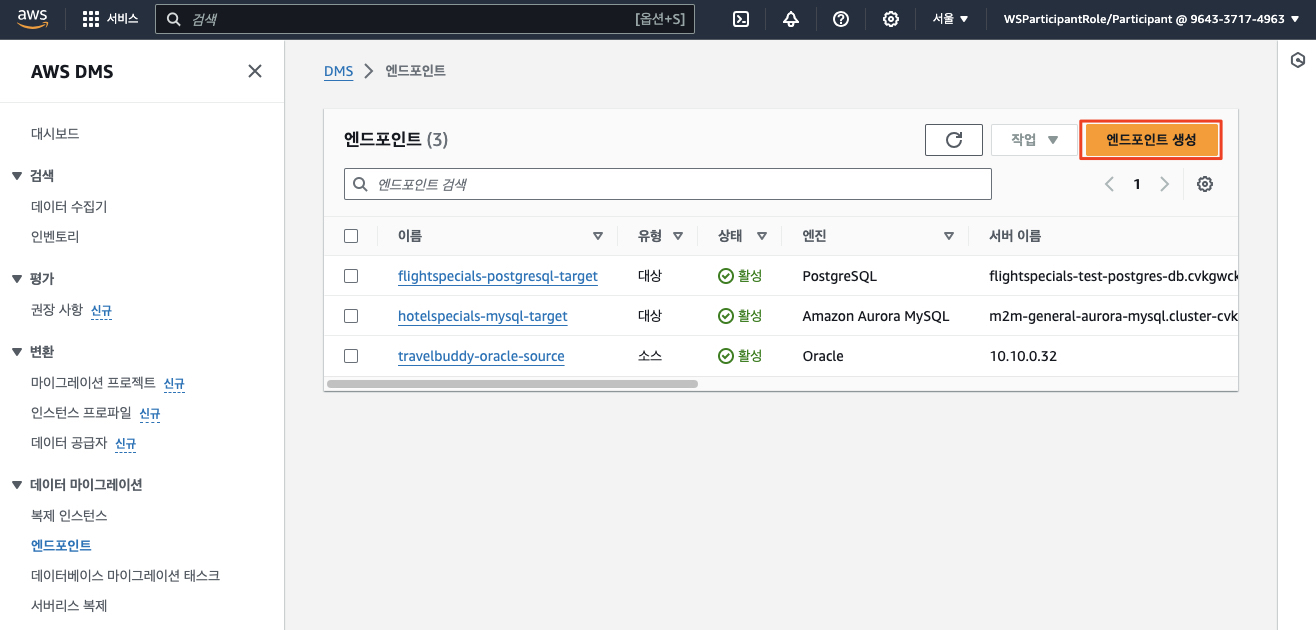 aws 서비스 검색 [옵션+S] 서울 ▼ WSParticipantRole/Participant @ 9643-3717-4963 ▼
AWS DMS
대시보드
▼ 검색
데이터 수집기
인벤토리
▼ 평가
권장 사항 신규
▼ 변환
마이그레이션 프로젝트 신규
인스턴스 프로파일 신규
데이터 공급자 신규
▼ 데이터 마이그레이션
복제 인스턴스
엔드포인트
데이터베이스 마이그레이션 태스크
서버리스 복제
DMS > 엔드포인트
엔드포인트 (3)
작업 ▼ 엔드포인트 생성
엔드포인트 검색
< 1 >
이름 유형 상태 엔진 서버 이름
flightspecials-postgresql-target 대상 활성 PostgreSQL flightspecials-test-postgres-db.cvkgwck
hotelspecials-mysql-target 대상 활성 Amazon Aurora MySQL m2m-general-aurora-mysql.cluster-cvk
travelbuddy-oracle-source 소스 활성 Oracle 10.10.0.32